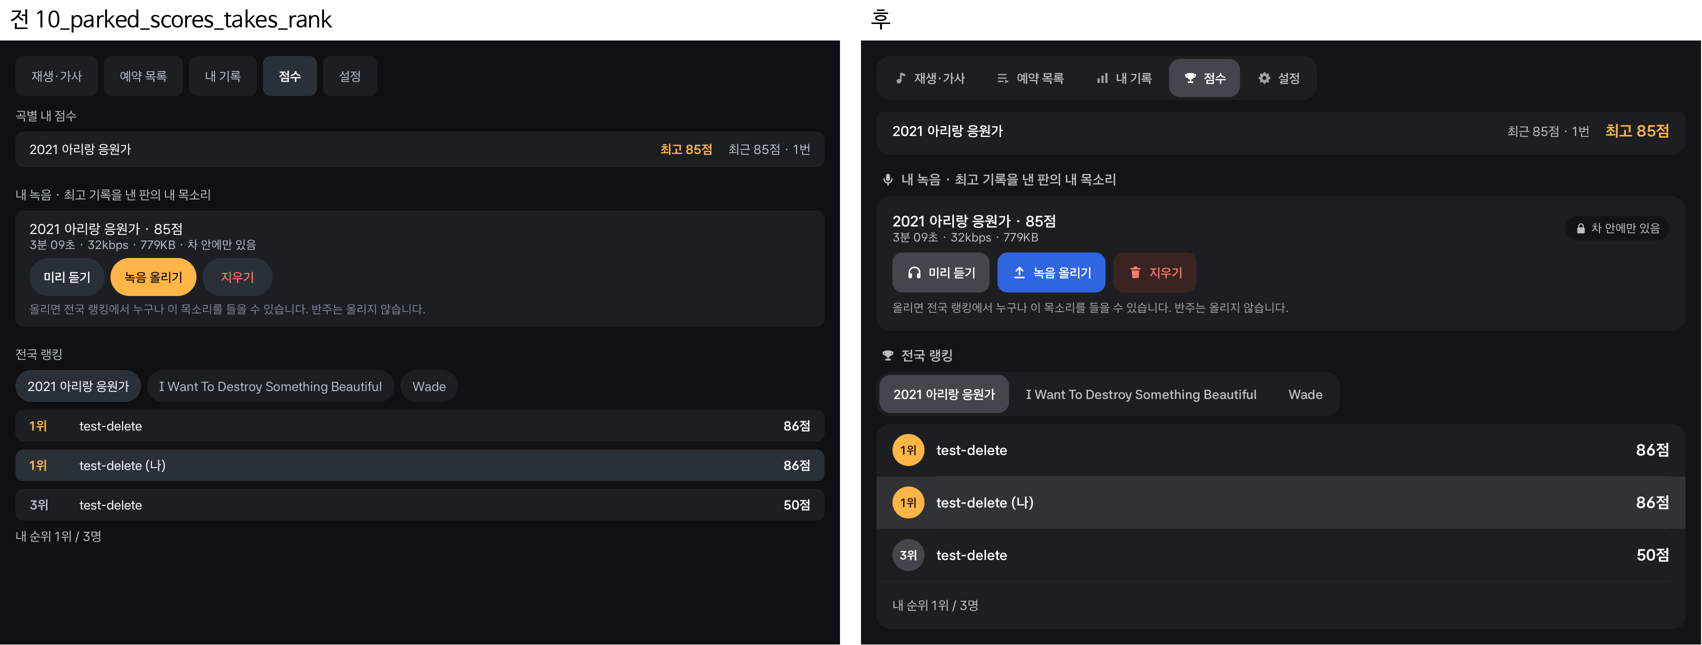 전 10_parked_scores_takes_rank
재생·가사 예약 목록 내 기록 점수 설정
곡별 내 점수
2021 아리랑 응원가 최고 85점 최근 85점 · 1번
내 녹음 · 최고 기록을 낸 판의 내 목소리
2021 아리랑 응원가 · 85점
3분 09초 · 32kbps · 779KB · 차 안에만 있음
미리 듣기 녹음 올리기 지우기
올리면 전국 랭킹에서 누구나 이 목소리를 들을 수 있습니다. 반주는 올리지 않습니다.
전국 랭킹
2021 아리랑 응원가 I Want To Destroy Something Beautiful Wade
1위 test-delete 86점
1위 test-delete (나) 86점
3위 test-delete 50점
내 순위 1위 / 3명
후
재생·가사 예약 목록 내 기록 점수 설정
2021 아리랑 응원가 최근 85점 · 1번 최고 85점
내 녹음 · 최고 기록을 낸 판의 내 목소리
2021 아리랑 응원가 · 85점
3분 09초 · 32kbps · 779KB
차 안에만 있음
미리 듣기 녹음 올리기 지우기
올리면 전국 랭킹에서 누구나 이 목소리를 들을 수 있습니다. 반주는 올리지 않습니다.
전국 랭킹
2021 아리랑 응원가 I Want To Destroy Something Beautiful Wade
1위 test-delete 86점
1위 test-delete (나) 86점
3위 test-delete 50점
내 순위 1위 / 3명